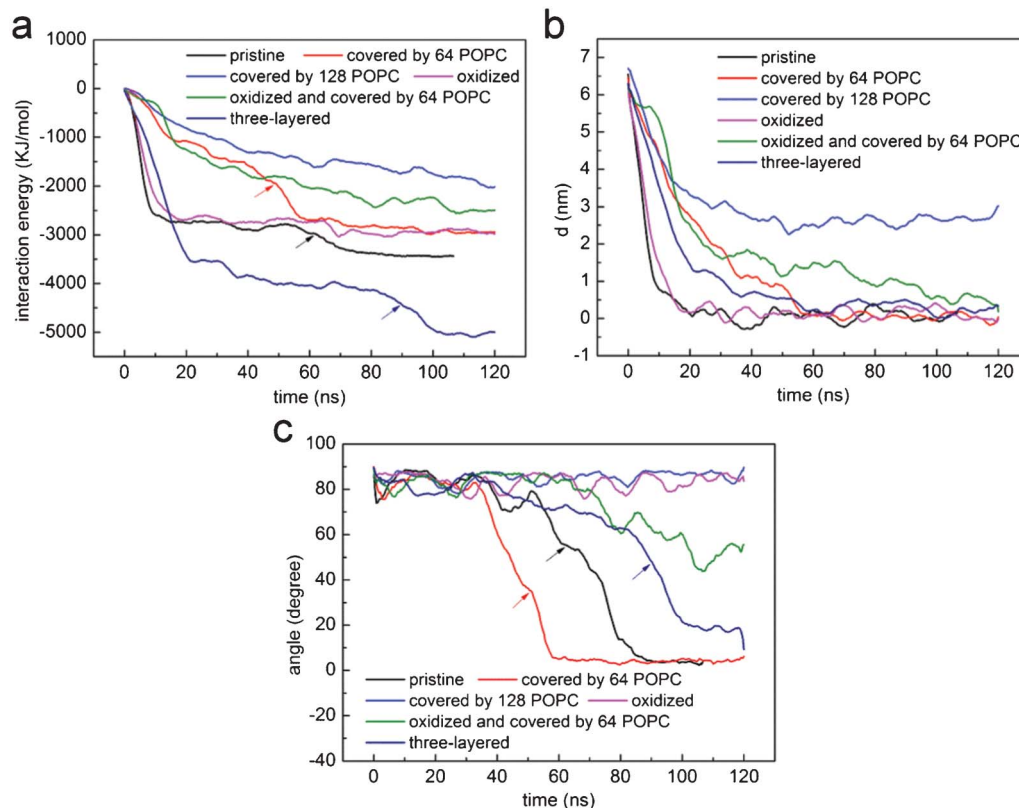 a
1000
0
-1000
-2000
-3000
-4000
-5000
interaction energy (KJ/mol)
pristine covered by 64 POPC
covered by 128 POPC oxidized
oxidized and covered by 64 POPC
three-layered
0 20 40 60 80 100 120
time (ns)
b
7
6
5
4
3
2
1
0
-1
d (nm)
pristine
covered by 64 POPC
covered by 128 POPC
oxidized
oxidized and covered by 64 POPC
three-layered
0 20 40 60 80 100 120
time (ns)
c
100
80
60
40
20
0
-20
-40
angle (degree)
pristine covered by 64 POPC
covered by 128 POPC oxidized
oxidized and covered by 64 POPC
three-layered
0 20 40 60 80 100 120
time (ns)